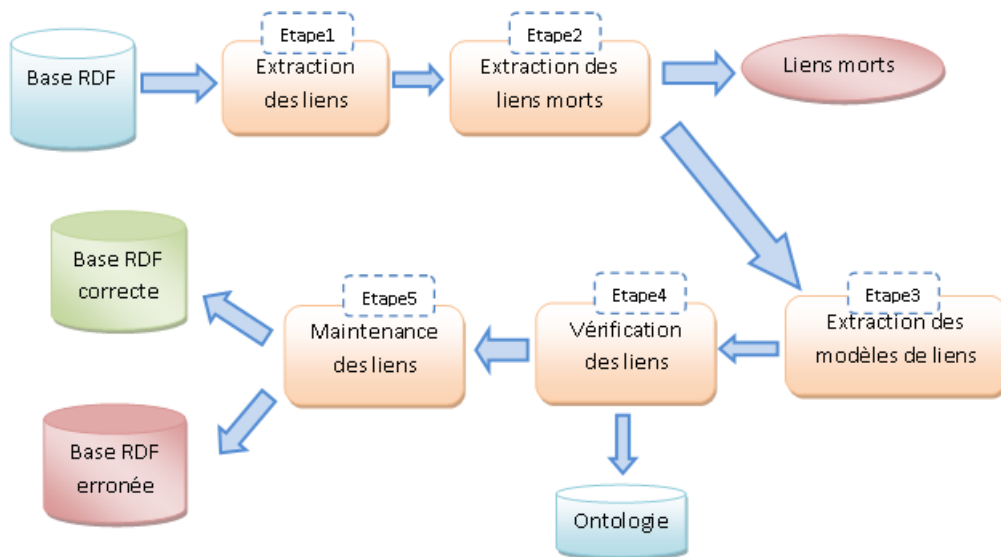 Base RDF
Etape1
Extraction
des liens
Etape2
Extraction des
liens morts
Liens morts
Etape3
Extraction des
modèles de liens
Etape4
Vérification
des liens
Etape5
Maintenance
des liens
Base RDF
correcte
Base RDF
erronée
Ontologie